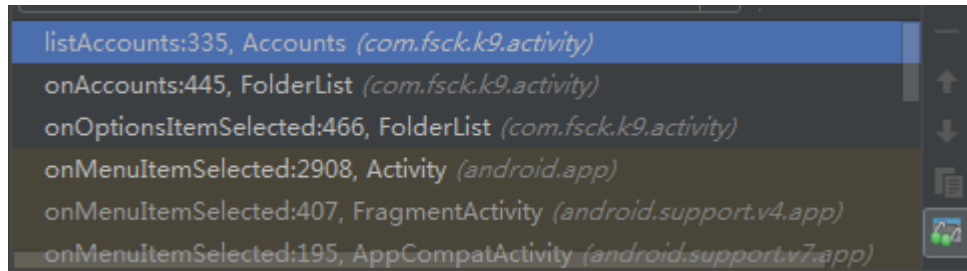 listAccounts:335, Accounts (com.fsck.k9.activity)
onAccounts:445, FolderList (com.fsck.k9.activity)
onOptionsItemSelected:466, FolderList (com.fsck.k9.activity)
onMenuItemSelected:2908, Activity (android.app)
onMenuItemSelected:407, FragmentActivity (android.support.v4.app)
onMenuItemSelected:195, AppCompatActivity (android.support.v7.app)